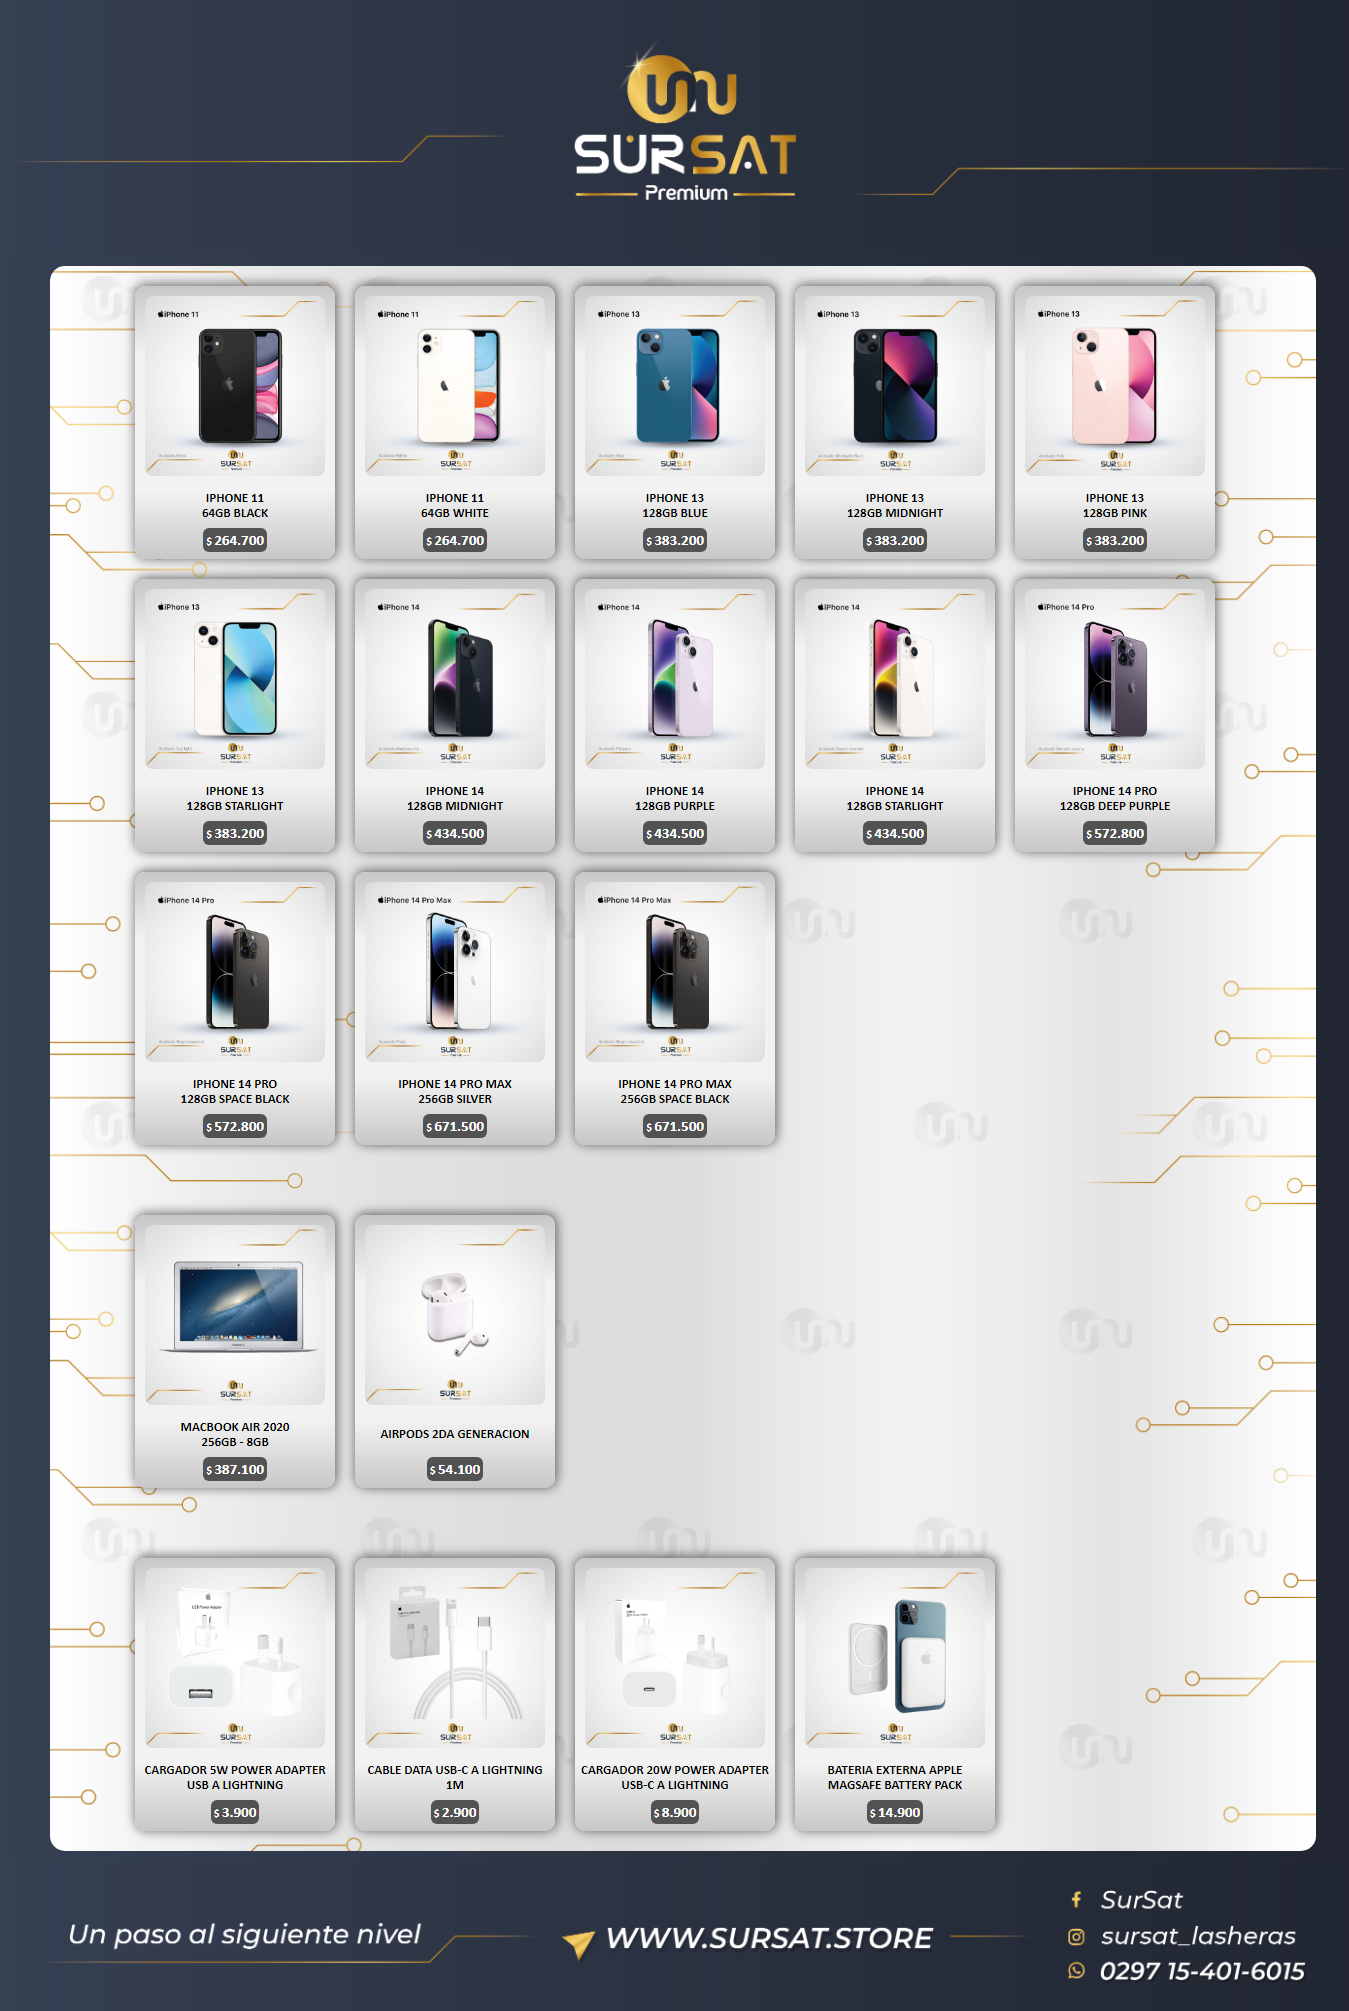 SURSAT
Premium
iPhone 11
IPHONE 11
64GB BLACK
$ 264.700
iPhone 11
IPHONE 11
64GB WHITE
$ 264.700
iPhone 13
IPHONE 13
128GB BLUE
$ 383.200
iPhone 13
IPHONE 13
128GB MIDNIGHT
$ 383.200
iPhone 13
IPHONE 13
128GB PINK
$ 383.200
iPhone 13
IPHONE 13
128GB STARLIGHT
$ 383.200
iPhone 14
IPHONE 14
128GB MIDNIGHT
$ 434.500
iPhone 14
IPHONE 14
128GB PURPLE
$ 434.500
iPhone 14
IPHONE 14
128GB STARLIGHT
$ 434.500
iPhone 14 Pro
IPHONE 14 PRO
128GB DEEP PURPLE
$ 572.800
iPhone 14 Pro
IPHONE 14 PRO
128GB SPACE BLACK
$ 572.800
iPhone 14 Pro Max
IPHONE 14 PRO MAX
256GB SILVER
$ 671.500
iPhone 14 Pro Max
IPHONE 14 PRO MAX
256GB SPACE BLACK
$ 671.500
MACBOOK AIR 2020
256GB - 8GB
$ 387.100
AIRPODS 2DA GENERACION
$ 54.100
CARGADOR 5W POWER ADAPTER
USB A LIGHTNING
$ 3.900
CABLE DATA USB-C A LIGHTNING
1M
$ 2.900
CARGADOR 20W POWER ADAPTER
USB-C A LIGHTNING
$ 8.900
BATERIA EXTERNA APPLE
MAGSAFE BATTERY PACK
$ 14.900
Un paso al siguiente nivel
WWW.SURSAT.STORE
SurSat
sursat_lasheras
0297 15-401-6015